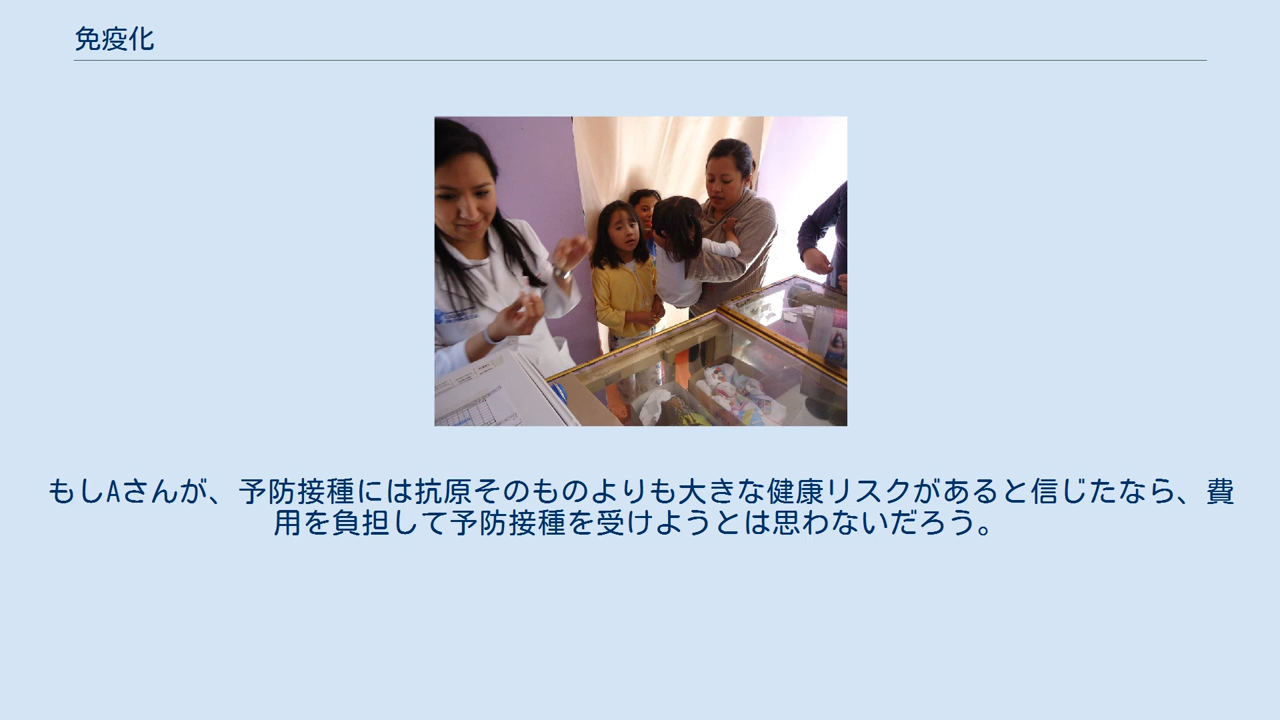 免疫化
もしAさんが、予防接種には抗原そのものよりも大きな健康リスクがあると信じたなら、費
用を負担して予防接種を受けようとは思わないだろう。